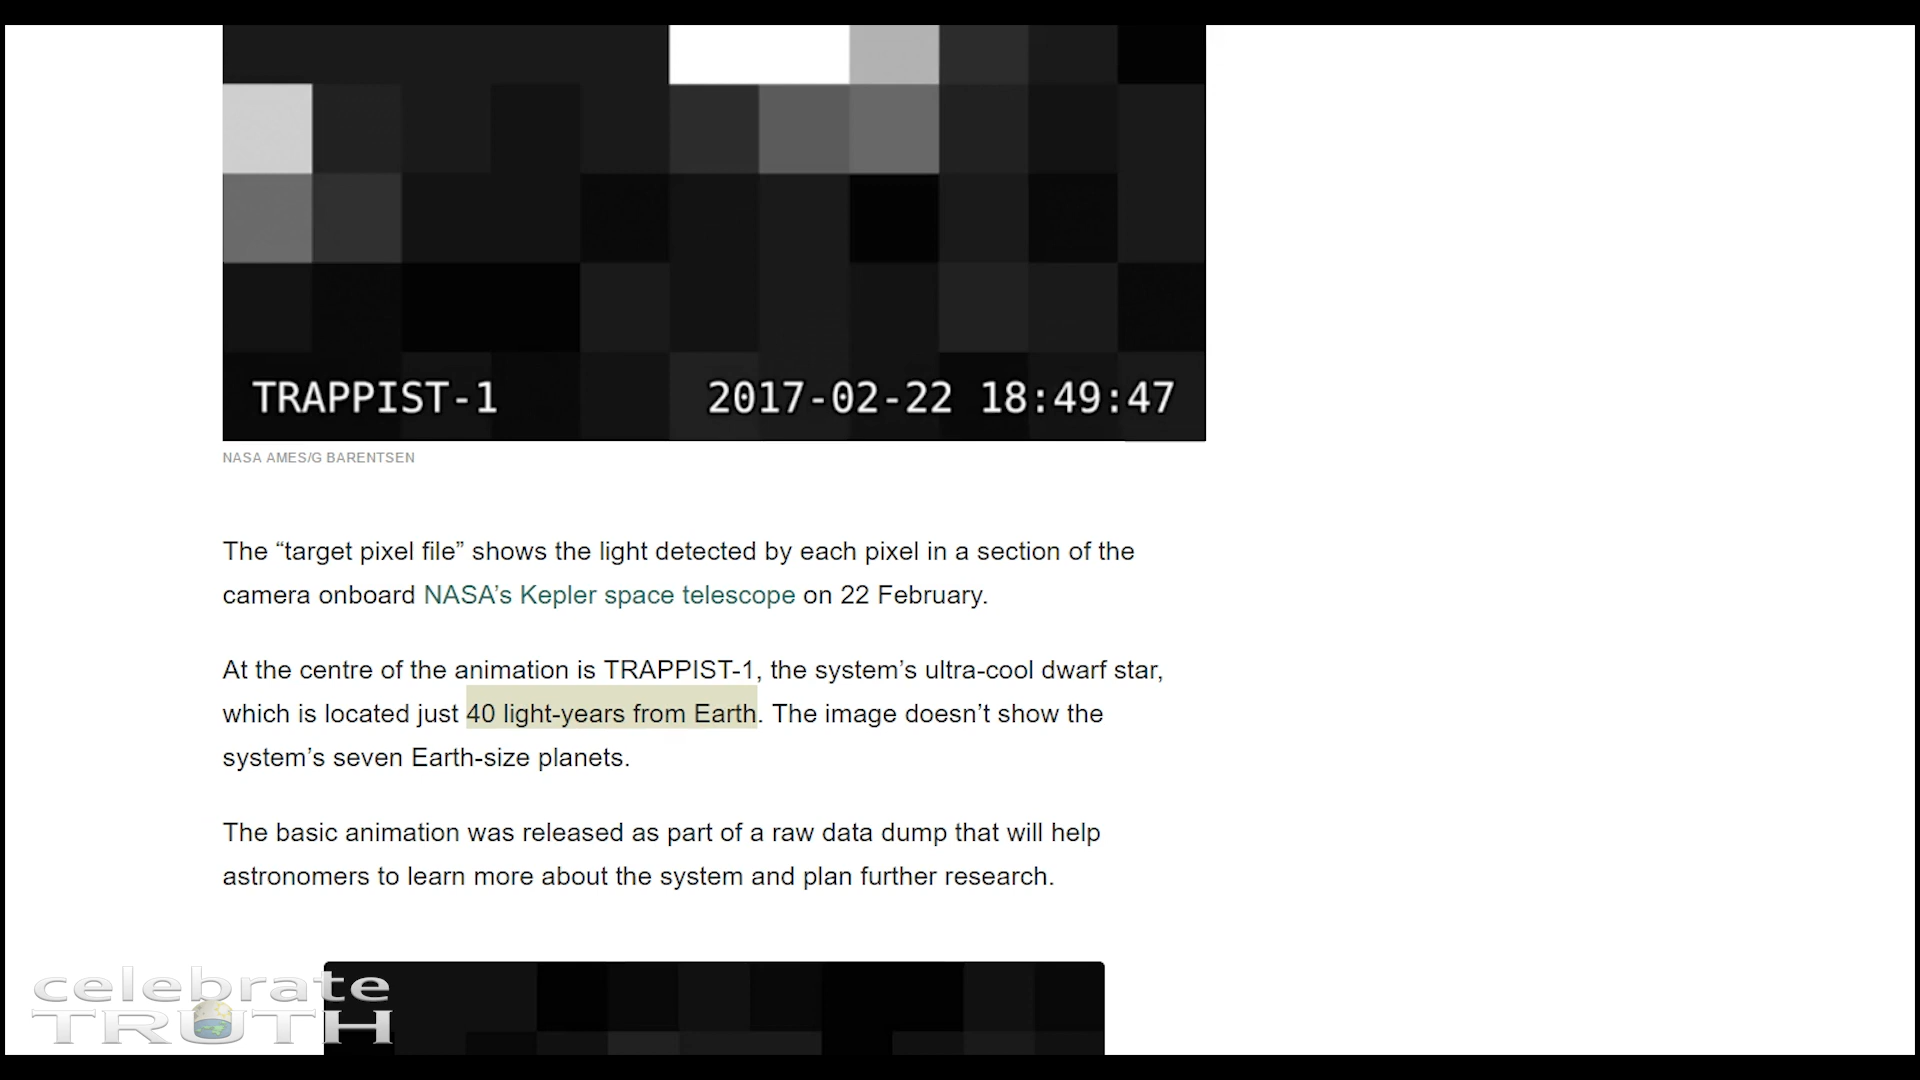 TRAPPIST-1 2017-02-22 18:49:47
NASA AMES/G BARENTSEN
The “target pixel file” shows the light detected by each pixel in a section of the
camera onboard NASA’s Kepler space telescope on 22 February.
At the centre of the animation is TRAPPIST-1, the system’s ultra-cool dwarf star,
which is located just 40 light-years from Earth. The image doesn’t show the
system’s seven Earth-size planets.
The basic animation was released as part of a raw data dump that will help
astronomers to learn more about the system and plan further research.
celebrate
TRUTH